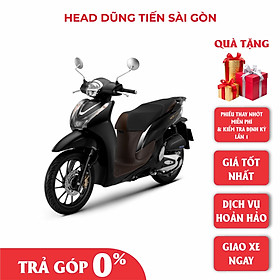 HEAD DŨNG TIẾN SÀI GÒN
QUÀ TẶNG
PHIẾU THAY NHỚT
MIỄN PHÍ
& KIỂM TRA ĐỊNH KỲ
LẦN 1
GIÁ TỐT
NHẤT
DỊCH VỤ
HOÀN HẢO
GIAO XE
NGAY
TRẢ GÓP 0%